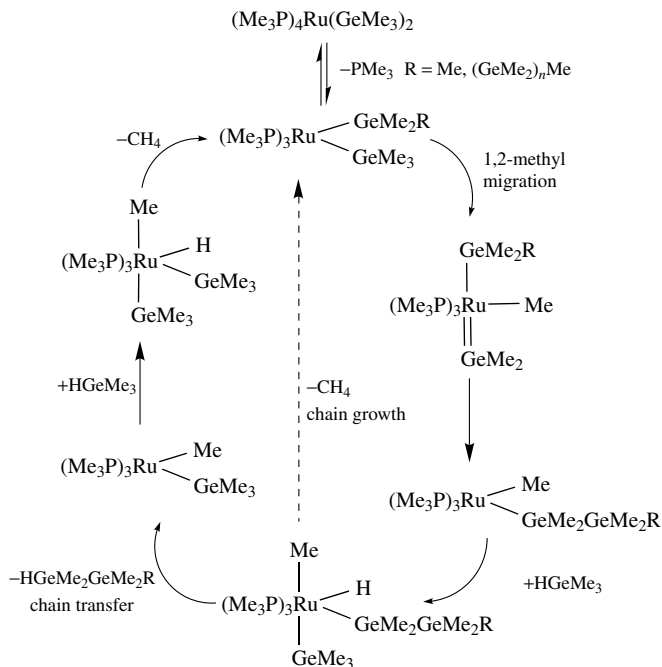 (Me₃P)₄Ru(GeMe₃)₂
−PMe₃ R = Me, (GeMe₂)ₙMe
GeMe₂R
(Me₃P)₃Ru
GeMe₃
−CH₄
1,2-methyl
migration
Me
H
(Me₃P)₃Ru
GeMe₃
GeMe₃
GeMe₂R
(Me₃P)₃Ru
Me
GeMe₂
+HGeMe₃
−CH₄
chain growth
Me
(Me₃P)₃Ru
GeMe₃
Me
(Me₃P)₃Ru
GeMe₂GeMe₂R
−HGeMe₂GeMe₂R
chain transfer
Me
H
(Me₃P)₃Ru
GeMe₂GeMe₂R
GeMe₃
+HGeMe₃